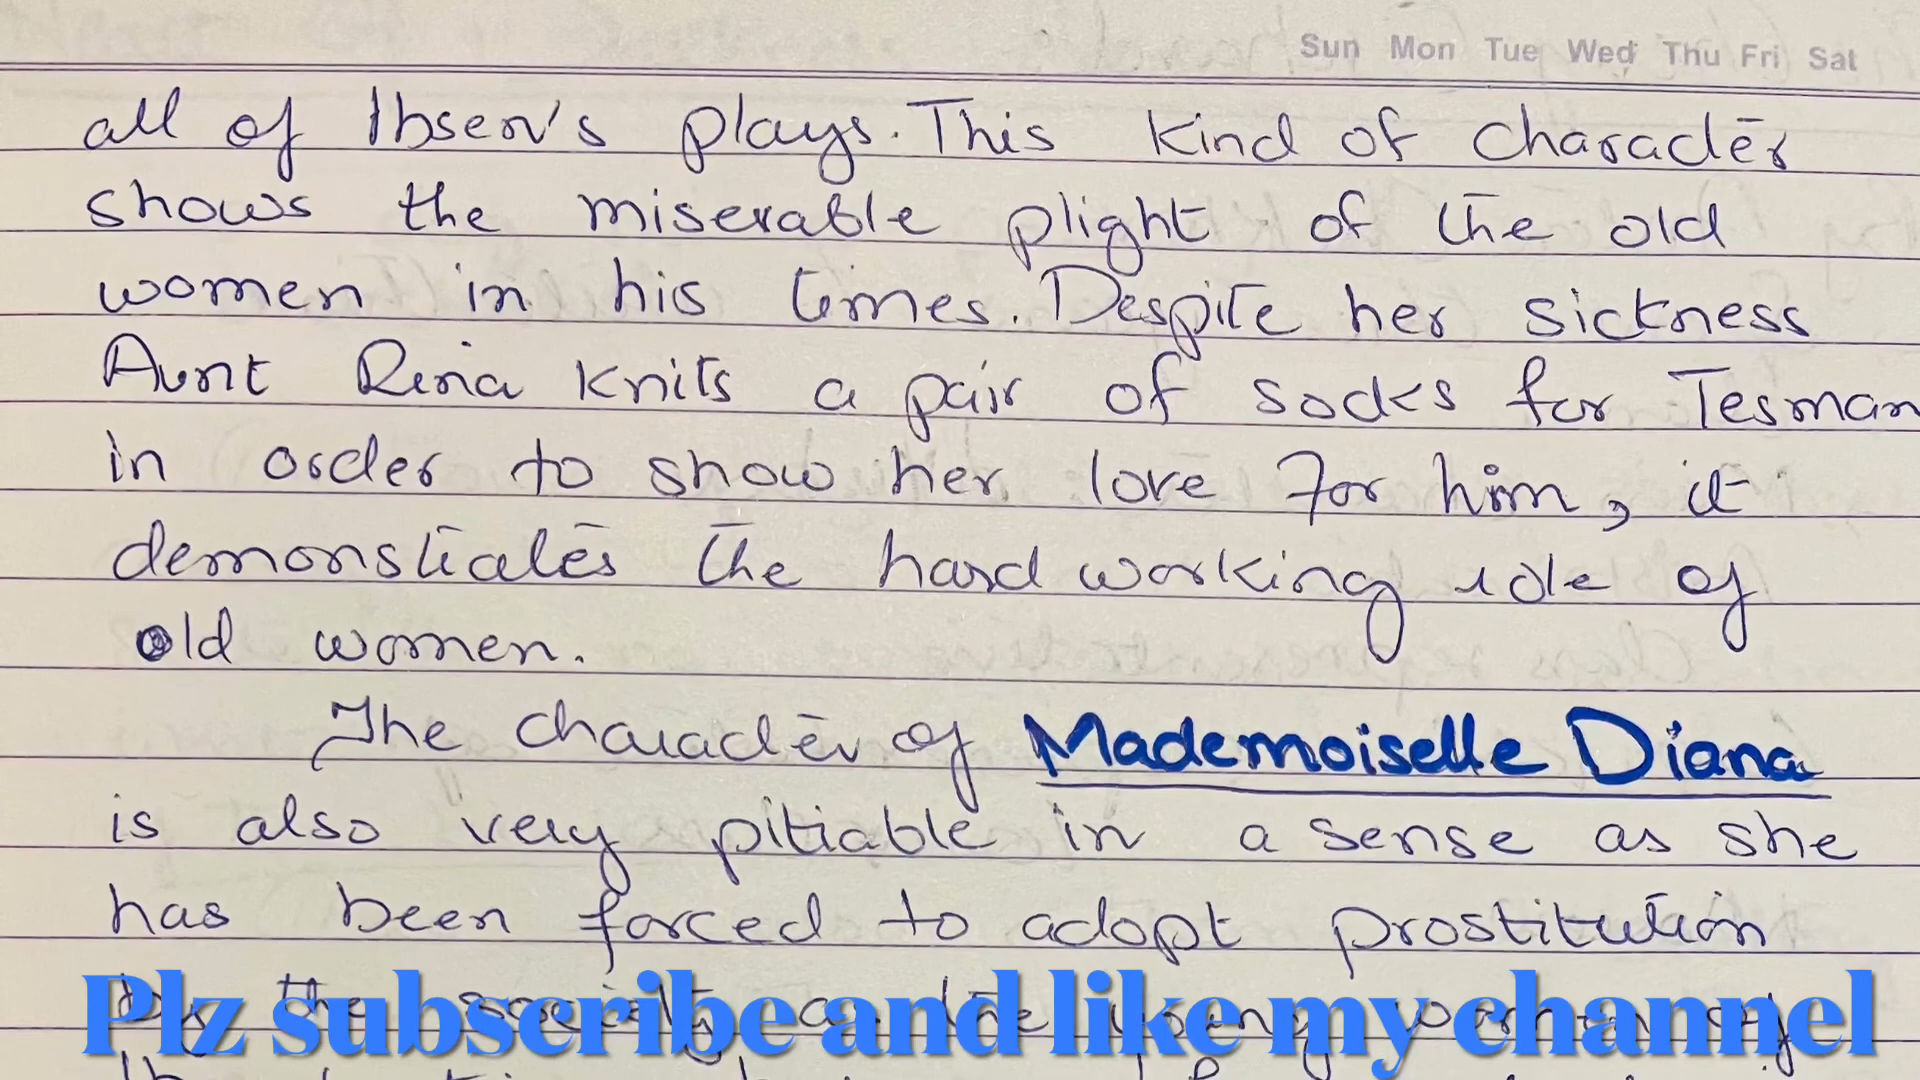 Sun Mon Tue Wed Thu Fri Sat
all of Ibsen's plays. This kind of character
shows the miserable plight of the old
women in his times. Despite her sickness
Aunt Rina knits a pair of socks for Tesman
in order to show her love for him, it
demonstrates the hard working role of
old women.
The character of Mademoiselle Diana
is also very pitiable in a sense as she
has been forced to adopt prostitution
by the society
Plz subscribe and like my channel